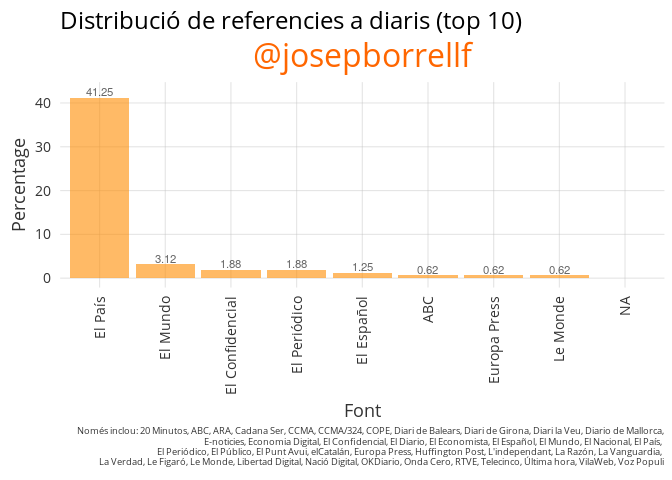 Distribució de referencies a diaris (top 10)
@josepborrellf
Percentage
40
30
20
10
0
41.25
3.12
1.88
1.88
1.25
0.62
0.62
0.62
El País
El Mundo
El Confidencial
El Periódico
El Español
ABC
Europa Press
Le Monde
NA
Font
Només inclou: 20 Minutos, ABC, ARA, Cadana Ser, CCMA, CCMA/324, COPE, Diari de Balears, Diari de Girona, Diari la Veu, Diario de Mallorca,
E-noticies, Economia Digital, El Confidencial, El Diario, El Economista, El Español, El Mundo, El Nacional, El País,
El Periódico, El Público, El Punt Avui, elCatalán, Europa Press, Huffington Post, L'independant, La Razón, La Vanguardia,
La Verdad, Le Figaró, Le Monde, Libertad Digital, Nació Digital, OKDiario, Onda Cero, RTVE, Telecinco, Última hora, VilaWeb, Voz Populi